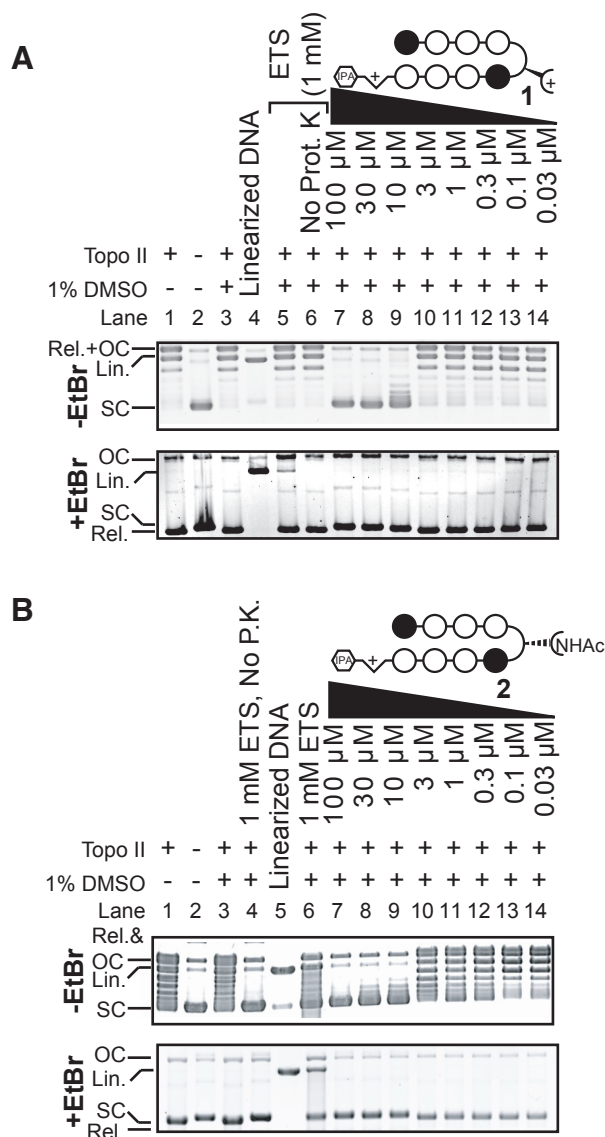 A
ETS
(1 mM)
IPA
+
1
+
Linearized DNA
No Prot. K
100 µM
30 µM
10 µM
3 µM
1 µM
0.3 µM
0.1 µM
0.03 µM
Topo II + - + + + + + + + + + + +
1% DMSO - - + + + + + + + + + + +
Lane 1 2 3 4 5 6 7 8 9 10 11 12 13 14
-EtBr
Rel.+OC
Lin.
SC
+EtBr
OC
Lin.
SC
Rel.
B
IPA
+
2
NHAc
1 mM ETS, No P.K.
Linearized DNA
1 mM ETS
100 µM
30 µM
10 µM
3 µM
1 µM
0.3 µM
0.1 µM
0.03 µM
Topo II + - + + + + + + + + + + +
1% DMSO - - + + + + + + + + + + +
Lane 1 2 3 4 5 6 7 8 9 10 11 12 13 14
-EtBr
Rel.&
OC
Lin.
SC
+EtBr
OC
Lin.
SC
Rel.